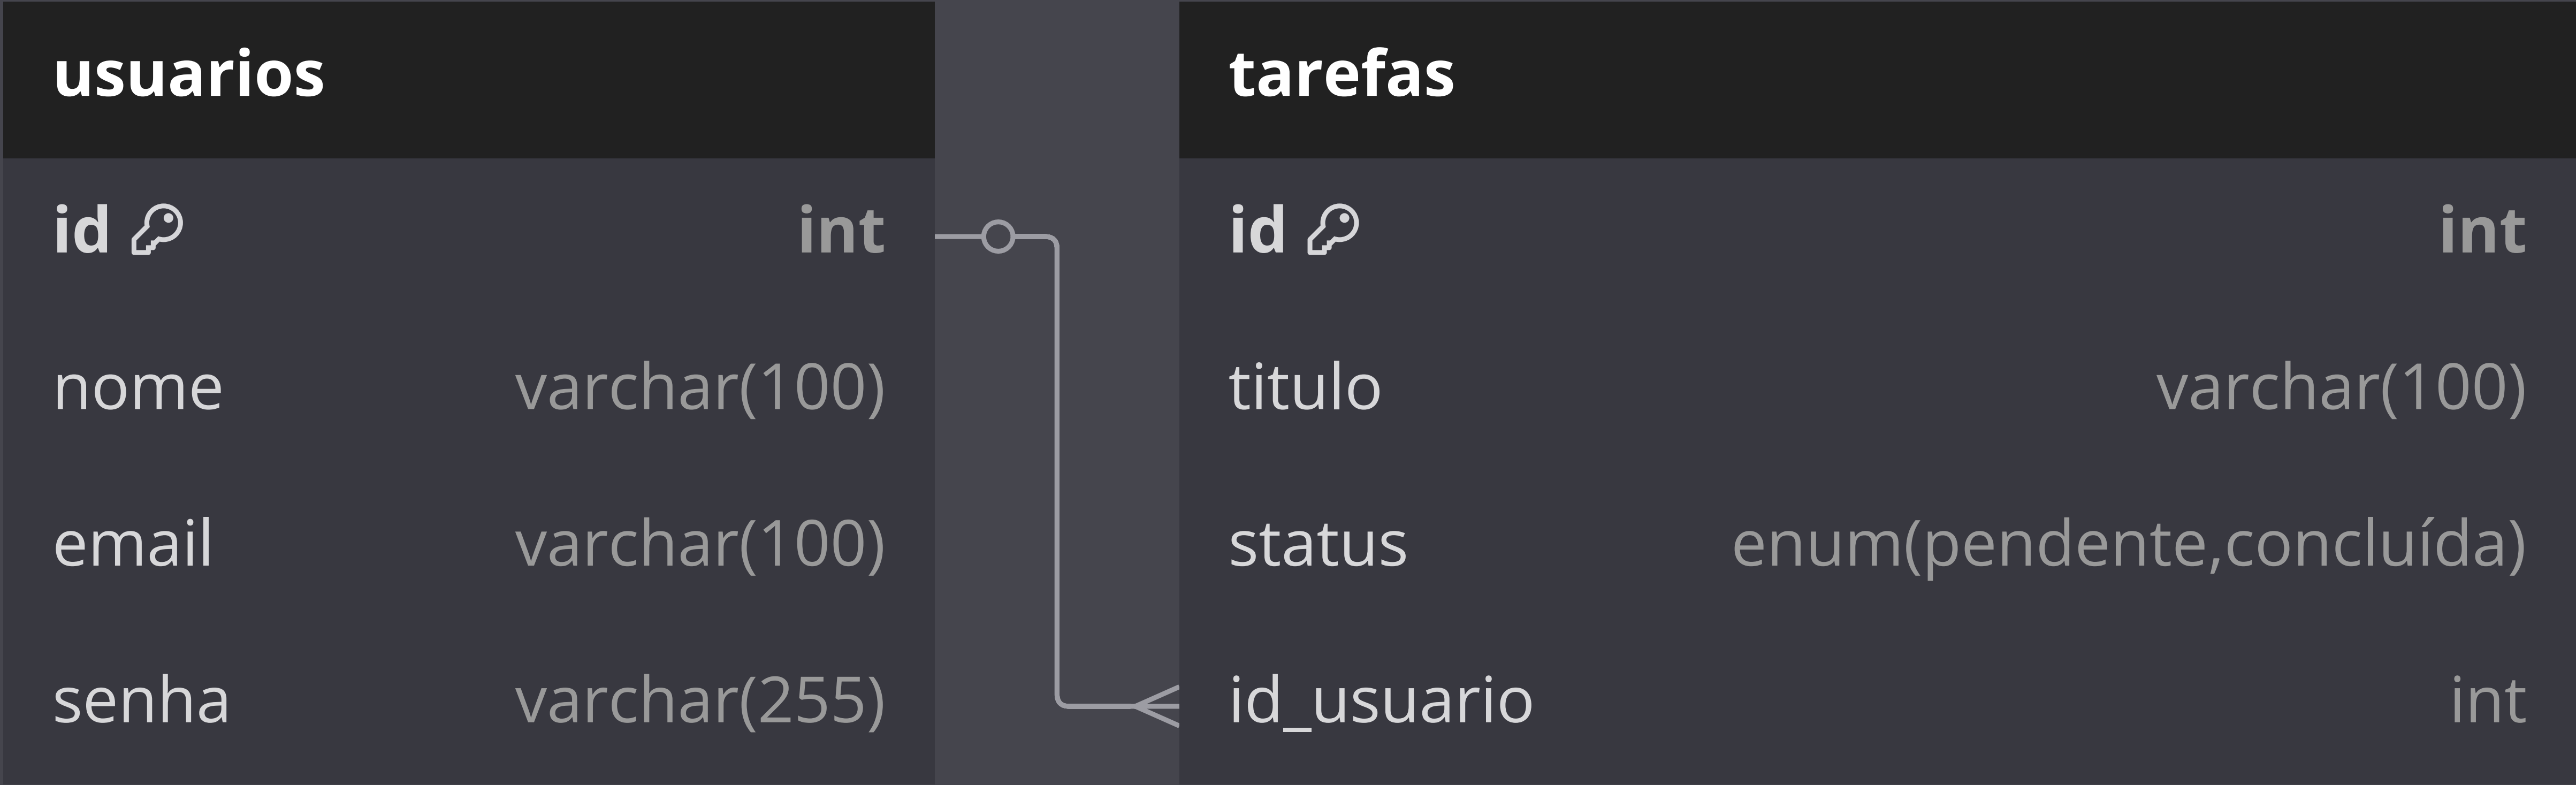 usuarios
id int
nome varchar(100)
email varchar(100)
senha varchar(255)
tarefas
id int
titulo varchar(100)
status enum(pendente,concluída)
id_usuario int